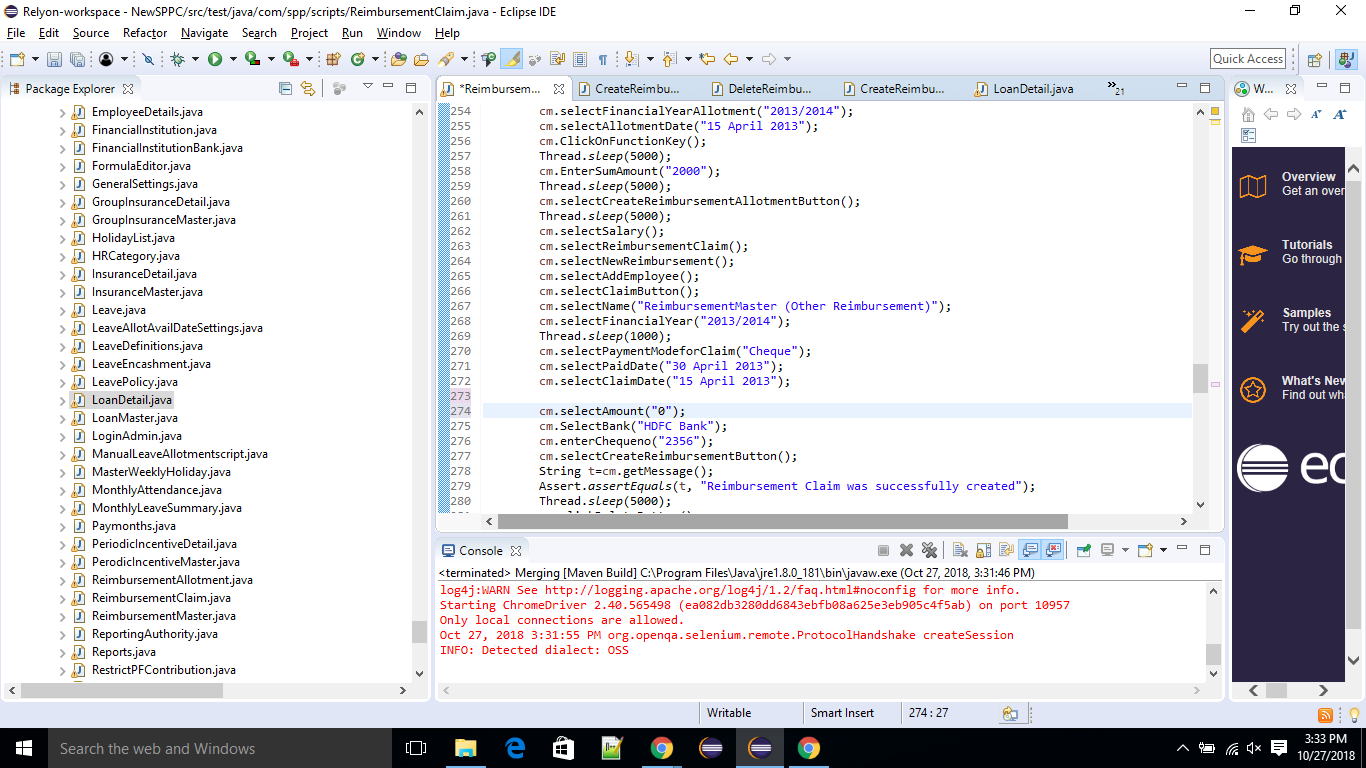 Relyon-workspace - NewSPPC/src/test/java/com/spp/scripts/ReimbursementClaim.java - Eclipse IDE
File Edit Source Refactor Navigate Search Project Run Window Help
Quick Access
Package Explorer
EmployeeDetails.java
FinancialInstitution.java
FinancialInstitutionBank.java
FormulaEditor.java
GeneralSettings.java
GroupInsuranceDetail.java
GroupInsuranceMaster.java
HolidayList.java
HRCategory.java
InsuranceDetail.java
InsuranceMaster.java
Leave.java
LeaveAllotAvailDateSettings.java
LeaveDefinitions.java
LeaveEncashment.java
LeavePolicy.java
LoanDetail.java
LoanMaster.java
LoginAdmin.java
ManualLeaveAllotmentscript.java
MasterWeeklyHoliday.java
MonthlyAttendance.java
MonthlyLeaveSummary.java
Paymonths.java
PeriodicIncentiveDetail.java
PerodicIncentiveMaster.java
ReimbursementAllotment.java
ReimbursementClaim.java
ReimbursementMaster.java
ReportingAuthority.java
Reports.java
RestrictPFContribution.java
*Reimbursem... CreateReimbu... DeleteReimbu... CreateReimbu... LoanDetail.java »21
254 cm.selectFinancialYearAllotment("2013/2014");
255 cm.selectAllotmentDate("15 April 2013");
256 cm.ClickOnFunctionKey();
257 Thread.sleep(5000);
258 cm.EnterSumAmount("2000");
259 Thread.sleep(5000);
260 cm.selectCreateReimbursementAllotmentButton();
261 Thread.sleep(5000);
262 cm.selectSalary();
263 cm.selectReimbursementClaim();
264 cm.selectNewReimbursement();
265 cm.selectAddEmployee();
266 cm.selectClaimButton();
267 cm.selectName("ReimbursementMaster (Other Reimbursement)");
268 cm.selectFinancialYear("2013/2014");
269 Thread.sleep(1000);
270 cm.selectPaymentModeforClaim("Cheque");
271 cm.selectPaidDate("30 April 2013");
272 cm.selectClaimDate("15 April 2013");
273
274 cm.selectAmount("0");
275 cm.SelectBank("HDFC Bank");
276 cm.enterChequeno("2356");
277 cm.selectCreateReimbursementButton();
278 String t=cm.getMessage();
279 Assert.assertEquals(t, "Reimbursement Claim was successfully created");
280 Thread.sleep(5000);
W...
Overview
Get an over
Tutorials
Go through
Samples
Try out the s
What's New
Find out wh
ec
Console
<terminated> Merging [Maven Build] C:\Program Files\Java\jre1.8.0_181\bin\javaw.exe (Oct 27, 2018, 3:31:46 PM)
log4j:WARN See http://logging.apache.org/log4j/1.2/faq.html#noconfig for more info.
Starting ChromeDriver 2.40.565498 (ea082db3280dd6843ebfb08a625e3eb905c4f5ab) on port 10957
Only local connections are allowed.
Oct 27, 2018 3:31:55 PM org.openqa.selenium.remote.ProtocolHandshake createSession
INFO: Detected dialect: OSS
Writable Smart Insert 274 : 27
Search the web and Windows
3:33 PM
10/27/2018